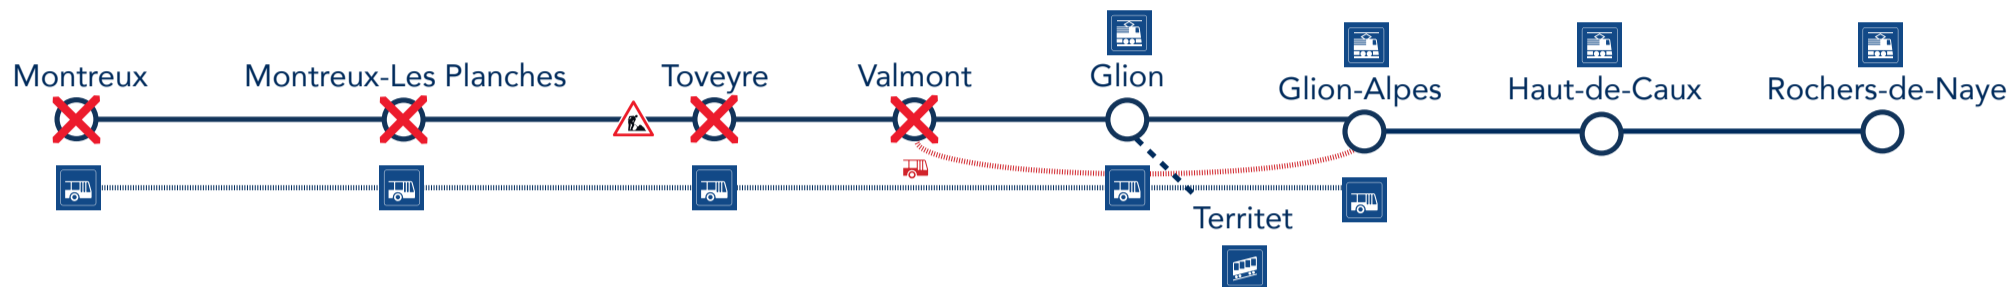 Montreux
Montreux-Les Planches
Toveyre
Valmont
Glion
Glion-Alpes
Haut-de-Caux
Rochers-de-Naye
Territet